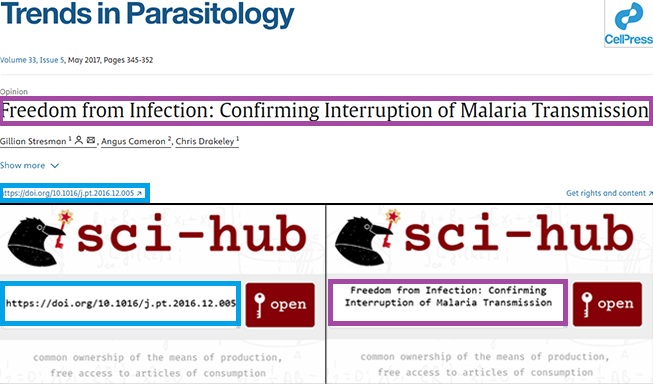 Trends in Parasitology
CellPress
Volume 33, Issue 5, May 2017, Pages 345-352
Opinion
Freedom from Infection: Confirming Interruption of Malaria Transmission
Gillian Stresman 1, Angus Cameron 2, Chris Drakeley 1
Show more
https://doi.org/10.1016/j.pt.2016.12.005
Get rights and content
sci-hub
https://doi.org/10.1016/j.pt.2016.12.005
open
common ownership of the means of production,
free access to articles of consumption
sci-hub
Freedom from Infection: Confirming
Interruption of Malaria Transmission
open
common ownership of the means of production,
free access to articles of consumption